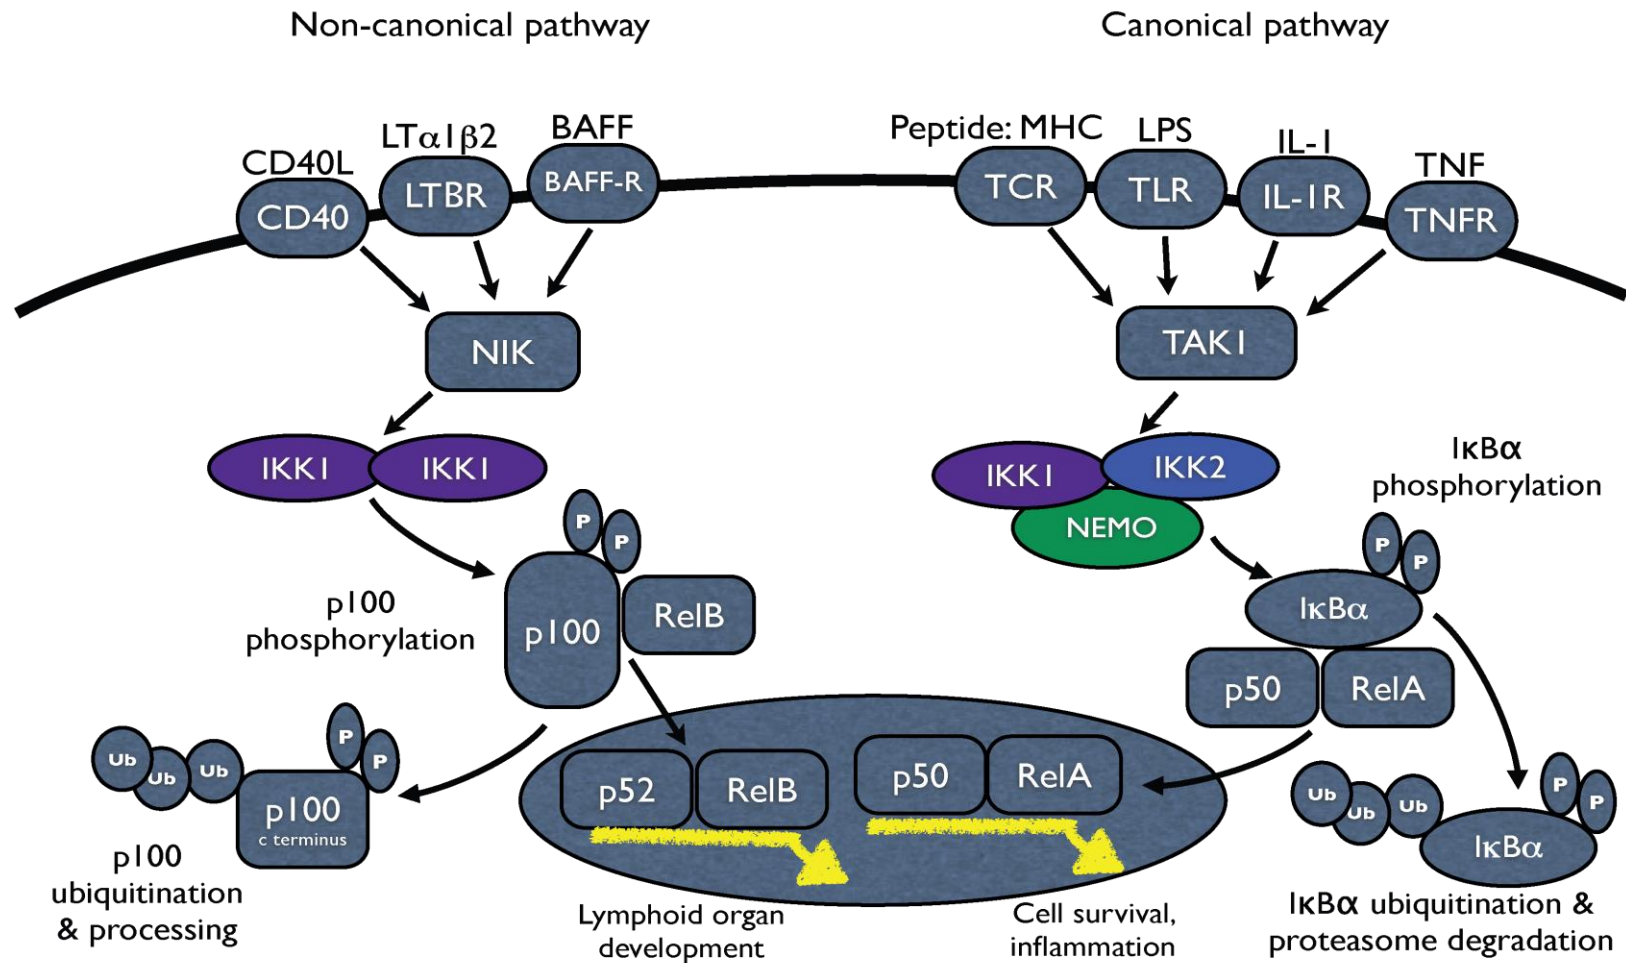 Non-canonical pathway
Canonical pathway
CD40L
LTα1β2
BAFF
Peptide: MHC
LPS
IL-1
TNF
CD40
LTBR
BAFF-R
TCR
TLR
IL-1R
TNFR
NIK
TAK1
IKK1
IKK1
IKK1
IKK2
NEMO
IκBα
phosphorylation
P
P
p100
RelB
p100
phosphorylation
P
P
IκBα
p50
RelA
Ub
Ub
Ub
P
P
p100
c terminus
p100
ubiquitination
& processing
p52
RelB
p50
RelA
Lymphoid organ
development
Cell survival,
inflammation
Ub
Ub
Ub
P
P
IκBα
IκBα ubiquitination &
proteasome degradation